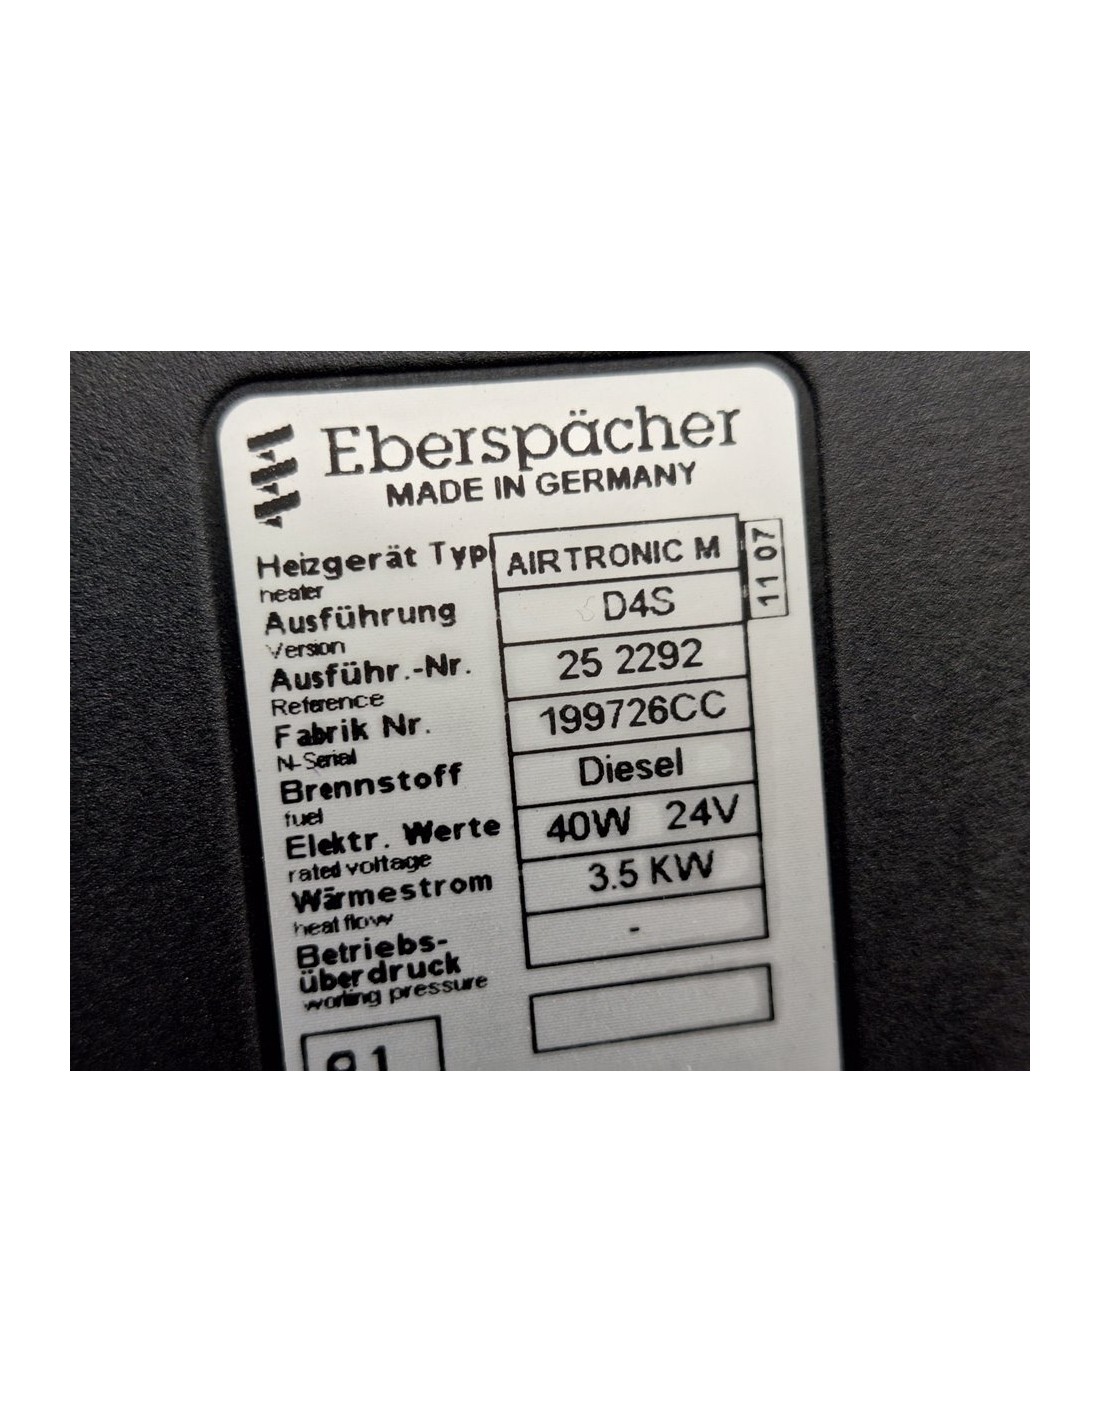 Eberspächer
MADE IN GERMANY
Heizgerät Typ AIRTRONIC M 11 07
heater
Ausführung D4S
Version
Ausführ.-Nr. 25 2292
Reference
Fabrik Nr. 199726CC
N-Serial
Brennstoff Diesel
fuel
Elektr. Werte 40W 24V
rated voltage
Wärmestrom 3.5 KW
heat flow
Betriebs- -
überdruck
working pressure